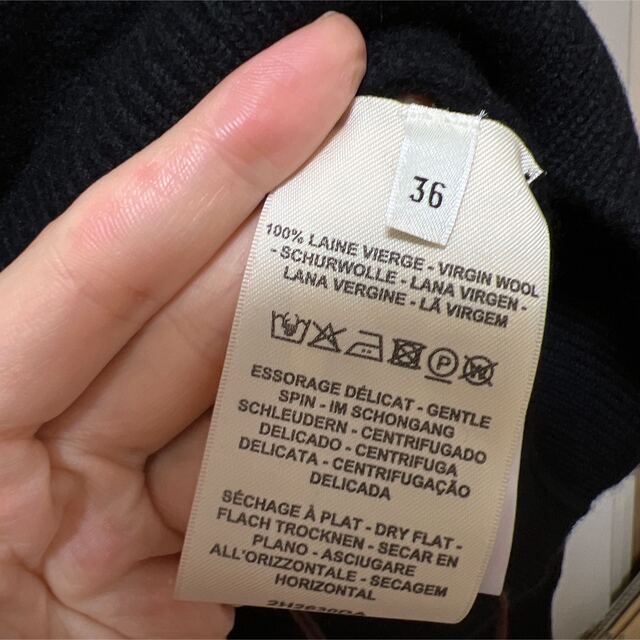 36
100% LAINE VIERGE - VIRGIN WOOL
- SCHURWOLLE - LANA VIRGEN -
LANA VERGINE - LÃ VIRGEM
P
ESSORAGE DÉLICAT - GENTLE
SPIN - IM SCHONGANG
SCHLEUDERN - CENTRIFUGADO
DELICADO - CENTRIFUGA
DELICATA - CENTRIFUGAÇÃO
DELICADA
SÉCHAGE À PLAT - DRY FLAT -
FLACH TROCKNEN - SECAR EN
PLANO - ASCIUGARE
ALL'ORIZZONTALE - SECAGEM
HORIZONTAL